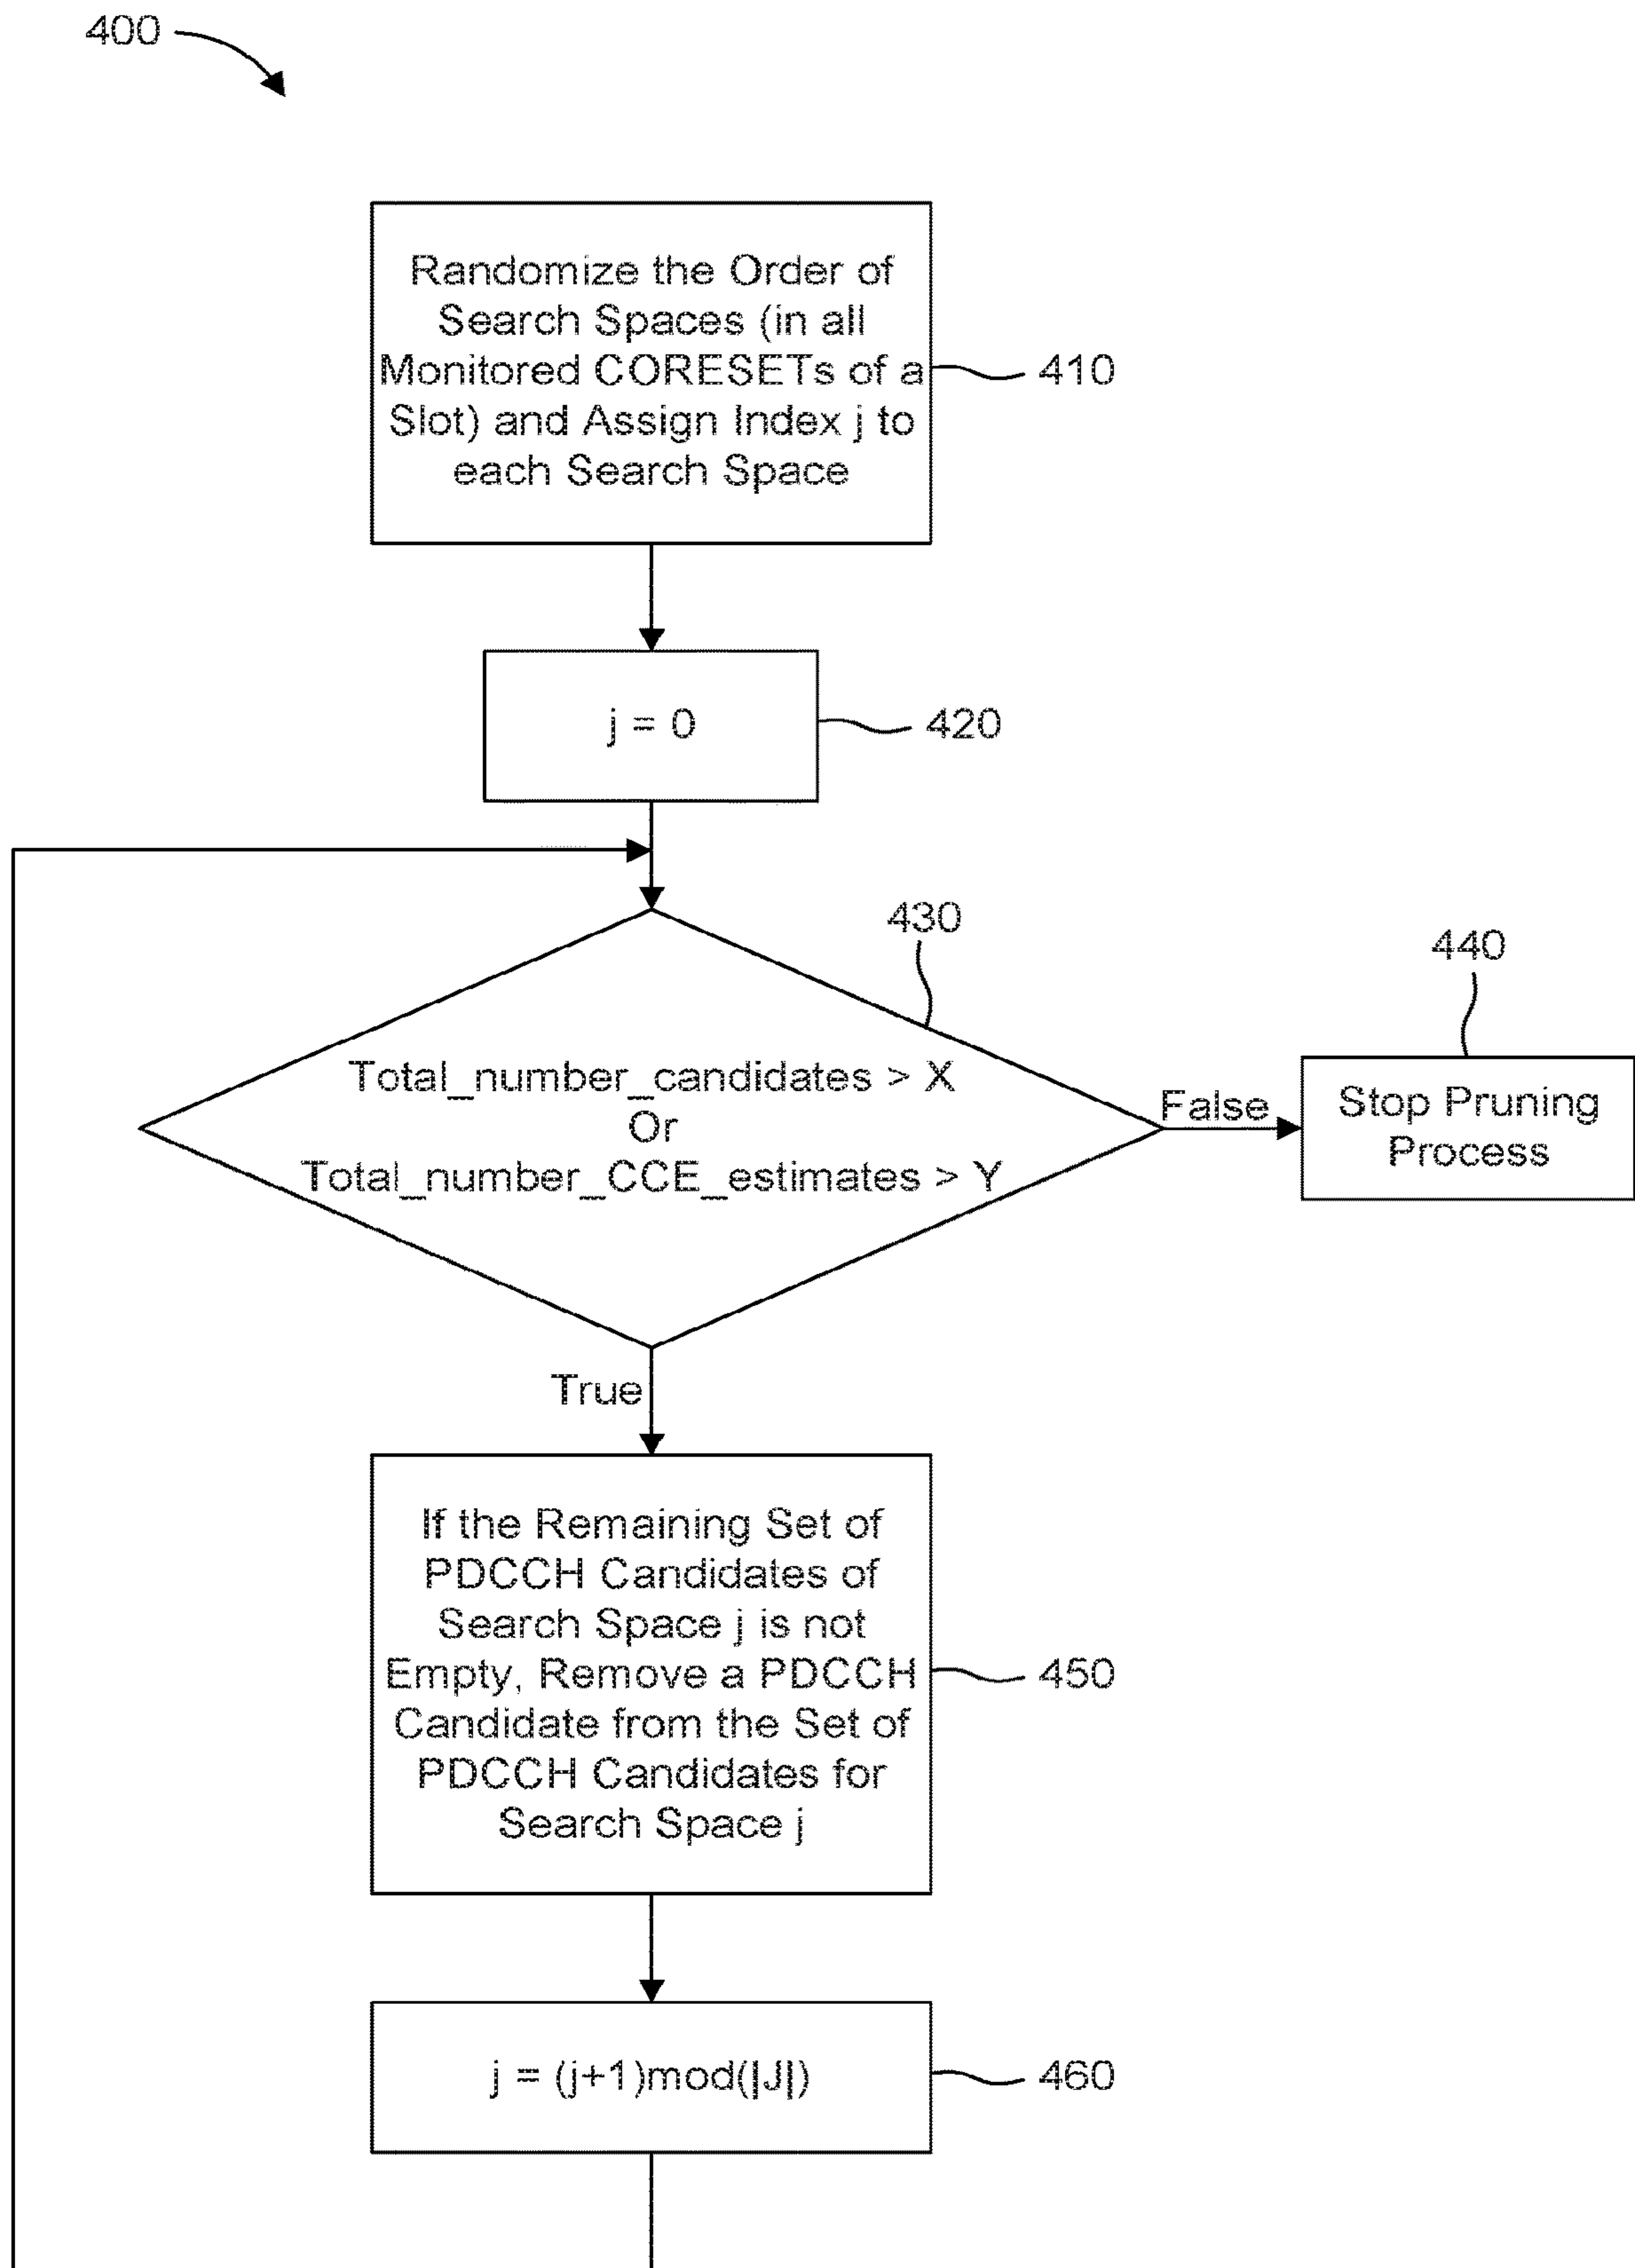 400
Randomize the Order of
Search Spaces (in all
Monitored CORESETs of a
Slot) and Assign Index j to
each Search Space
410
j = 0
420
430
440
Total_number_candidates > X
Or
Total_number_CCE_estimates > Y
False
Stop Pruning
Process
True
If the Remaining Set of
PDCCH Candidates of
Search Space j is not
Empty, Remove a PDCCH
Candidate from the Set of
PDCCH Candidates for
Search Space j
450
j = (j+1)mod(|J|)
460